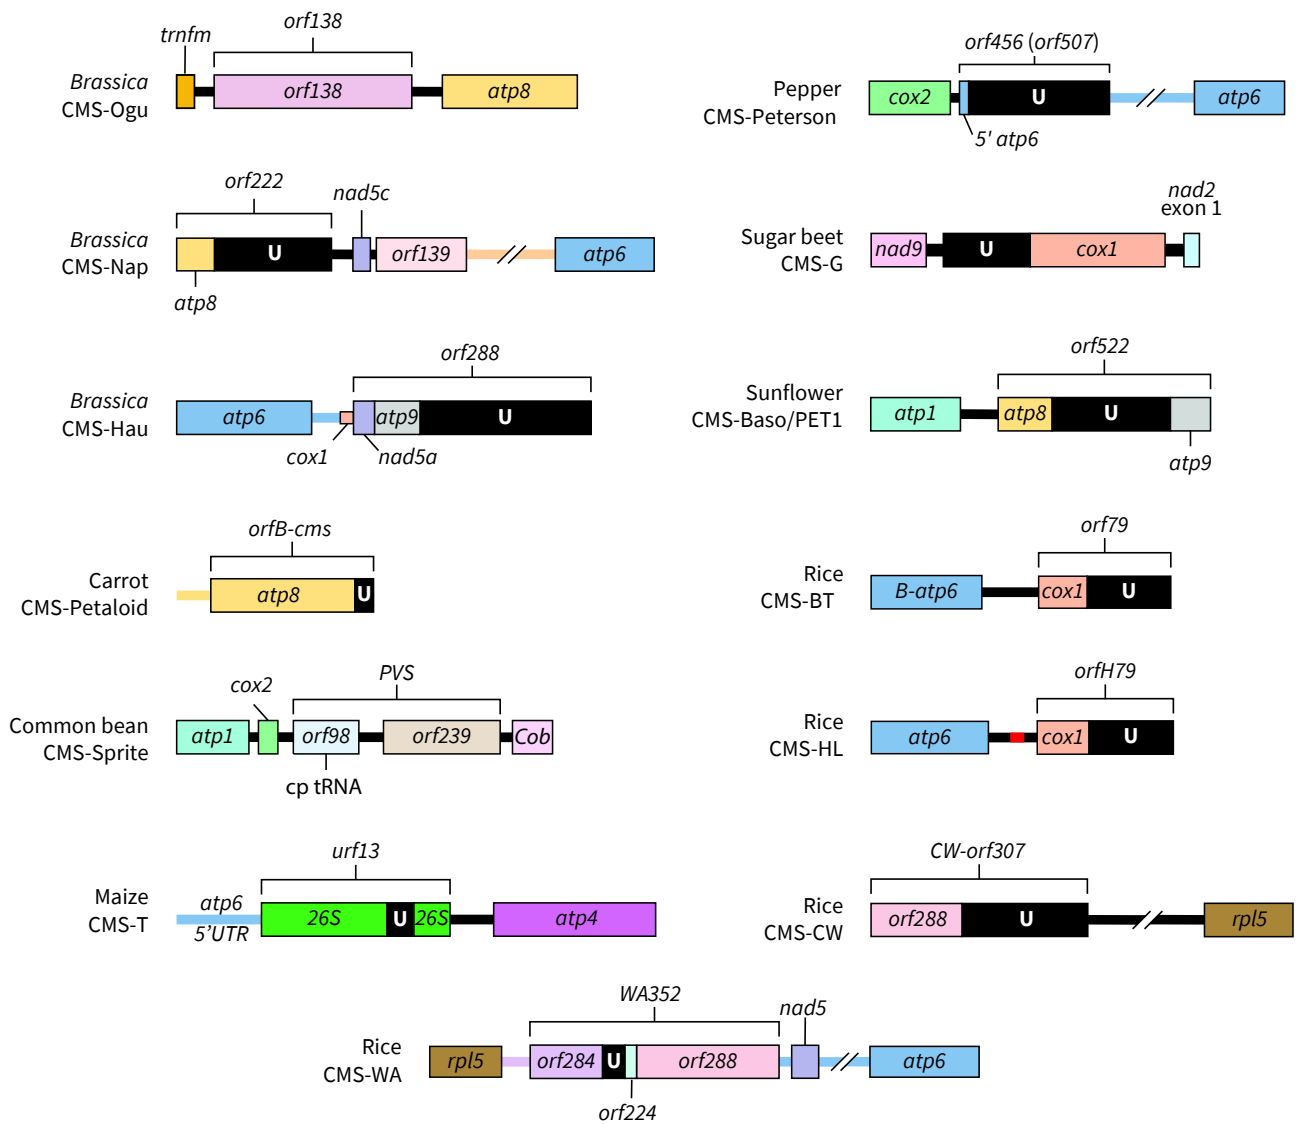 trnfm
orf138
Brassica
CMS-Ogu
orf138
atp8
orf456 (orf507)
Pepper
CMS-Peterson
cox2
U
atp6
5' atp6
orf222
nad5c
Brassica
CMS-Nap
U
orf139
atp6
atp8
nad2
exon 1
Sugar beet
CMS-G
nad9
U
cox1
orf288
Brassica
CMS-Hau
atp6
atp9
U
cox1
nad5a
orf522
Sunflower
CMS-Baso/PET1
atp1
atp8
U
atp9
orfB-cms
Carrot
CMS-Petaloid
atp8
U
orf79
Rice
CMS-BT
B-atp6
cox1
U
PVS
cox2
Common bean
CMS-Sprite
atp1
orf98
orf239
Cob
cp tRNA
orfH79
Rice
CMS-HL
atp6
cox1
U
urf13
Maize
CMS-T
atp6
5’UTR
26S
U
26S
atp4
CW-orf307
Rice
CMS-CW
orf288
U
rpl5
WA352
nad5
Rice
CMS-WA
rpl5
orf284
U
orf288
atp6
orf224